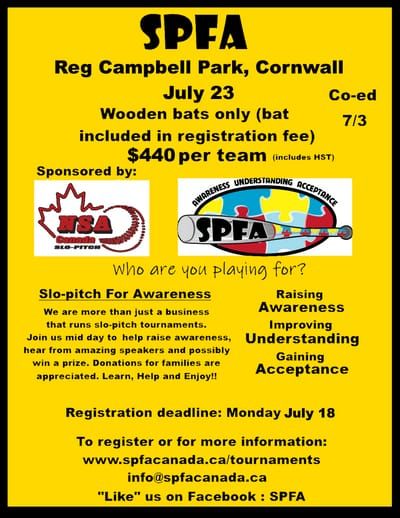 SPFA
Reg Campbell Park, Cornwall
July 23
Co-ed
7/3
Wooden bats only (bat
included in registration fee)
$440 per team (includes HST)
Sponsored by:
NSA
Canada
SLO-PITCH
AWARENESS UNDERSTANDING ACCEPTANCE
SPFA
Who are you playing for?
Slo-pitch For Awareness
We are more than just a business
that runs slo-pitch tournaments.
Join us mid day to help raise awareness,
hear from amazing speakers and possibly
win a prize. Donations for families are
appreciated. Learn, Help and Enjoy!!
Raising
Awareness
Improving
Understanding
Gaining
Acceptance
Registration deadline: Monday July 18
To register or for more information:
www.spfacanada.ca/tournaments
info@spfacanada.ca
"Like" us on Facebook : SPFA